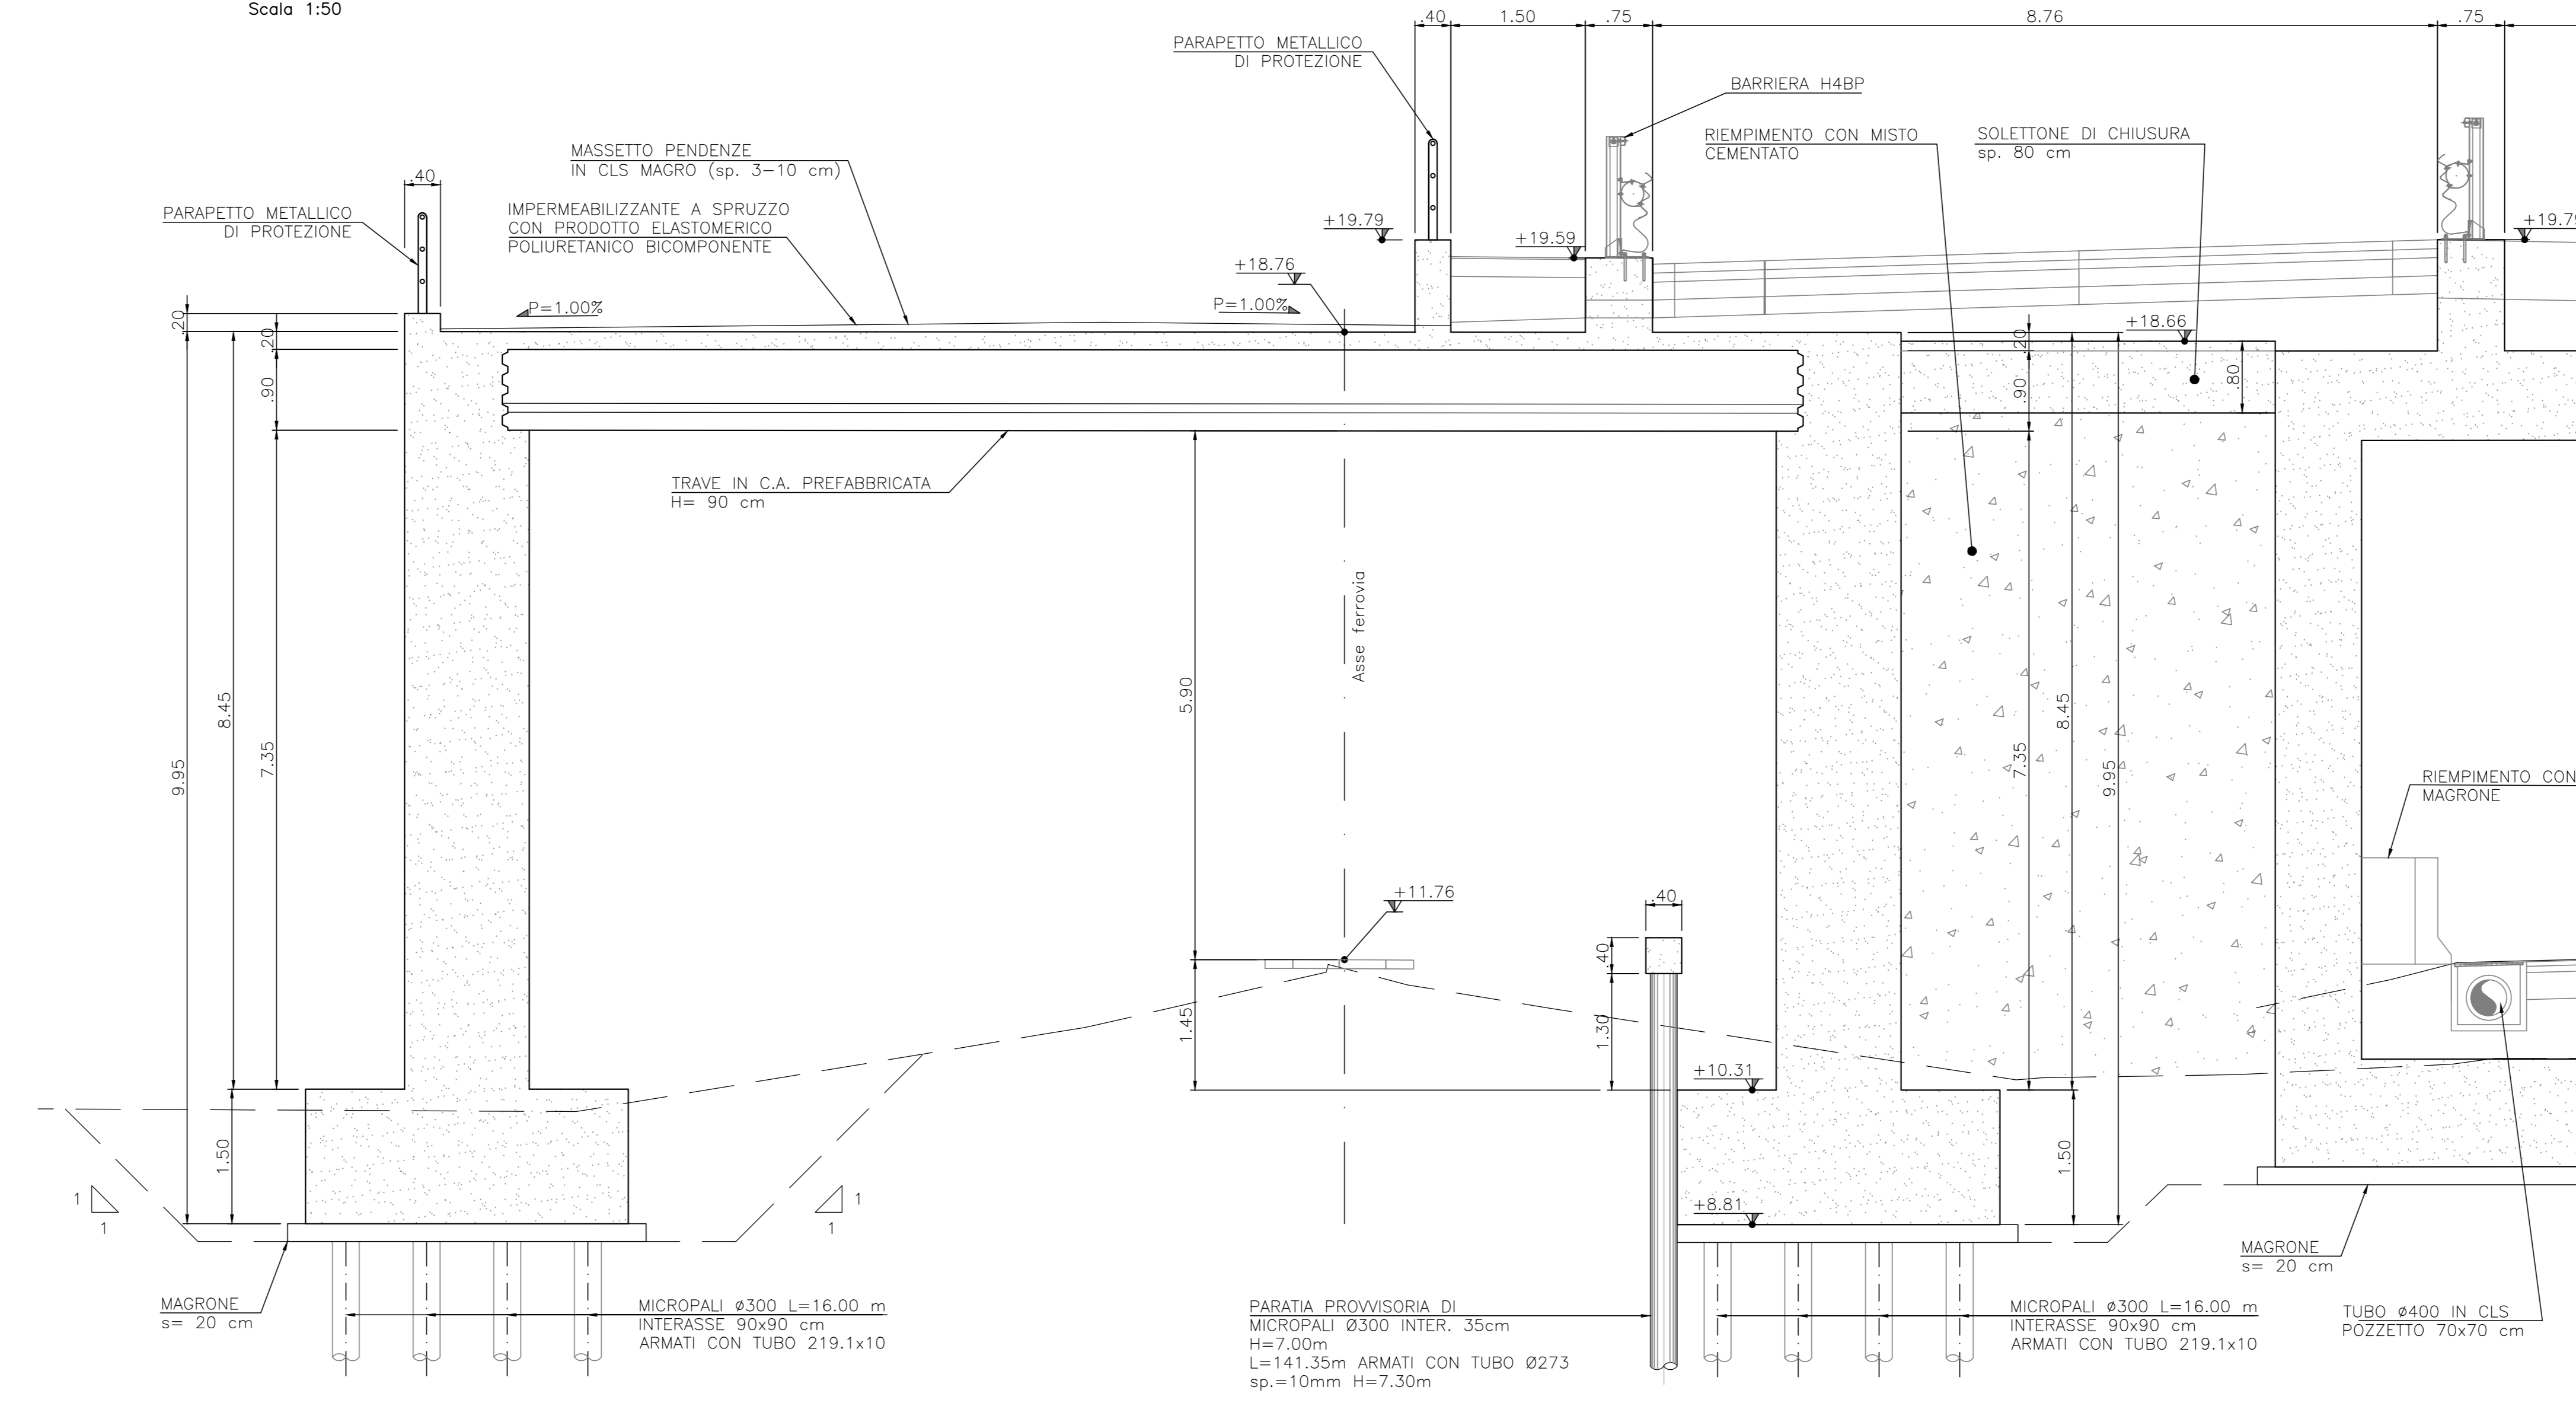 Scala 1:50
.40
1.50
.75
8.76
.75
PARAPETTO METALLICO
DI PROTEZIONE
BARRIERA H4BP
RIEMPIMENTO CON MISTO
CEMENTATO
SOLETTONE DI CHIUSURA
sp. 80 cm
MASSETTO PENDENZE
IN CLS MAGRO (sp. 3-10 cm)
.40
PARAPETTO METALLICO
DI PROTEZIONE
IMPERMEABILIZZANTE A SPRUZZO
CON PRODOTTO ELASTOMERICO
POLIURETANICO BICOMPONENTE
+19.79
+19.59
+18.76
P=1.00%
P=1.00%
+18.66
.20
.20
.90
.20
.90
.80
TRAVE IN C.A. PREFABBRICATA
H= 90 cm
Asse ferrovia
5.90
8.45
7.35
9.95
8.45
7.35
9.95
RIEMPIMENTO CON
MAGRONE
+11.76
.40
.40
1.45
1.30
+10.31
1.50
1.50
+8.81
1
1
1
1
MAGRONE
s= 20 cm
MICROPALI ø300 L=16.00 m
INTERASSE 90x90 cm
ARMATI CON TUBO 219.1x10
PARATIA PROVVISORIA DI
MICROPALI Ø300 INTER. 35cm
H=7.00m
L=141.35m ARMATI CON TUBO Ø273
sp.=10mm H=7.30m
MICROPALI ø300 L=16.00 m
INTERASSE 90x90 cm
ARMATI CON TUBO 219.1x10
MAGRONE
s= 20 cm
TUBO ø400 IN CLS
POZZETTO 70x70 cm